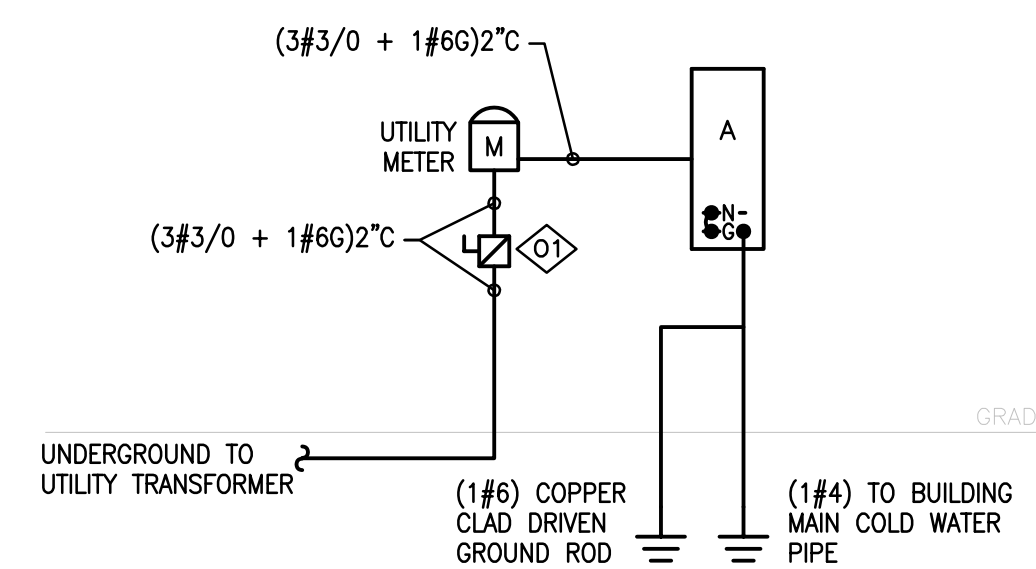 (3#3/0 + 1#6G)2"C
UTILITY
METER
M
A
N-
G
(3#3/0 + 1#6G)2"C
01
GRAD
UNDERGROUND TO
UTILITY TRANSFORMER
(1#6) COPPER
CLAD DRIVEN
GROUND ROD
(1#4) TO BUILDING
MAIN COLD WATER
PIPE